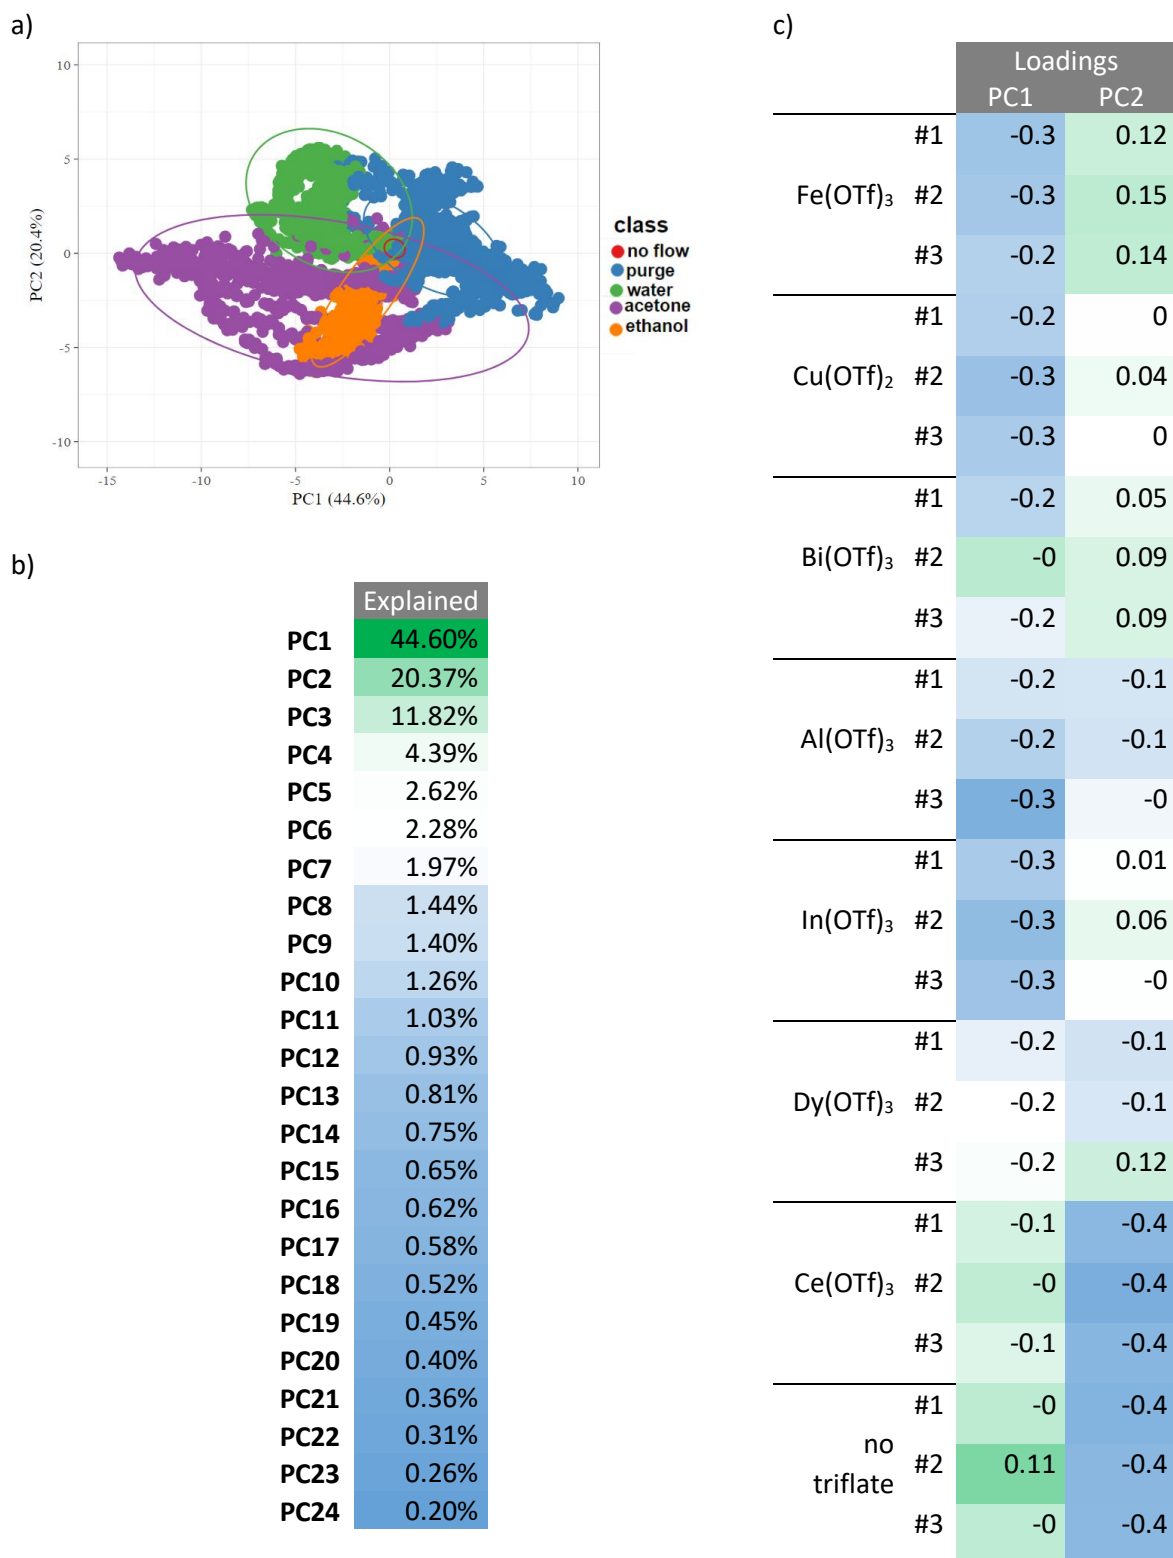 a)
10
5
0
-5
-10
PC2 (20.4%)
-15 -10 -5 0 5 10
PC1 (44.6%)
class
no flow
purge
water
acetone
ethanol
b)
Explained
PC1 44.60%
PC2 20.37%
PC3 11.82%
PC4 4.39%
PC5 2.62%
PC6 2.28%
PC7 1.97%
PC8 1.44%
PC9 1.40%
PC10 1.26%
PC11 1.03%
PC12 0.93%
PC13 0.81%
PC14 0.75%
PC15 0.65%
PC16 0.62%
PC17 0.58%
PC18 0.52%
PC19 0.45%
PC20 0.40%
PC21 0.36%
PC22 0.31%
PC23 0.26%
PC24 0.20%
c)
Loadings
PC1 PC2
#1 -0.3 0.12
Fe(OTf)₃ #2 -0.3 0.15
#3 -0.2 0.14
#1 -0.2 0
Cu(OTf)₂ #2 -0.3 0.04
#3 -0.3 0
#1 -0.2 0.05
Bi(OTf)₃ #2 -0 0.09
#3 -0.2 0.09
#1 -0.2 -0.1
Al(OTf)₃ #2 -0.2 -0.1
#3 -0.3 -0
#1 -0.3 0.01
In(OTf)₃ #2 -0.3 0.06
#3 -0.3 -0
#1 -0.2 -0.1
Dy(OTf)₃ #2 -0.2 -0.1
#3 -0.2 0.12
#1 -0.1 -0.4
Ce(OTf)₃ #2 -0 -0.4
#3 -0.1 -0.4
#1 -0 -0.4
no
triflate #2 0.11 -0.4
#3 -0 -0.4